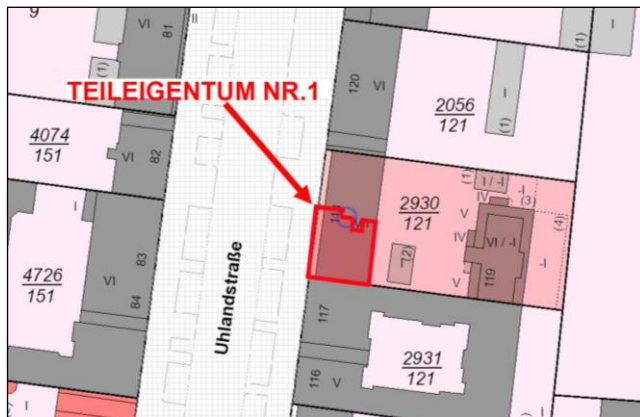 9
VI
81
II
(1)
TEILEIGENTUM NR.1
120
VI
I
(1)
I
2056
121
4074
151
VI
82
(1)
I / -I
-I
2930
121
IV
(3)
(4)
V
IV
VI / -I
-I
V
119
(2)
I
VI
83
84
4726
151
Uhlandstraße
117
116
V
2931
121
I